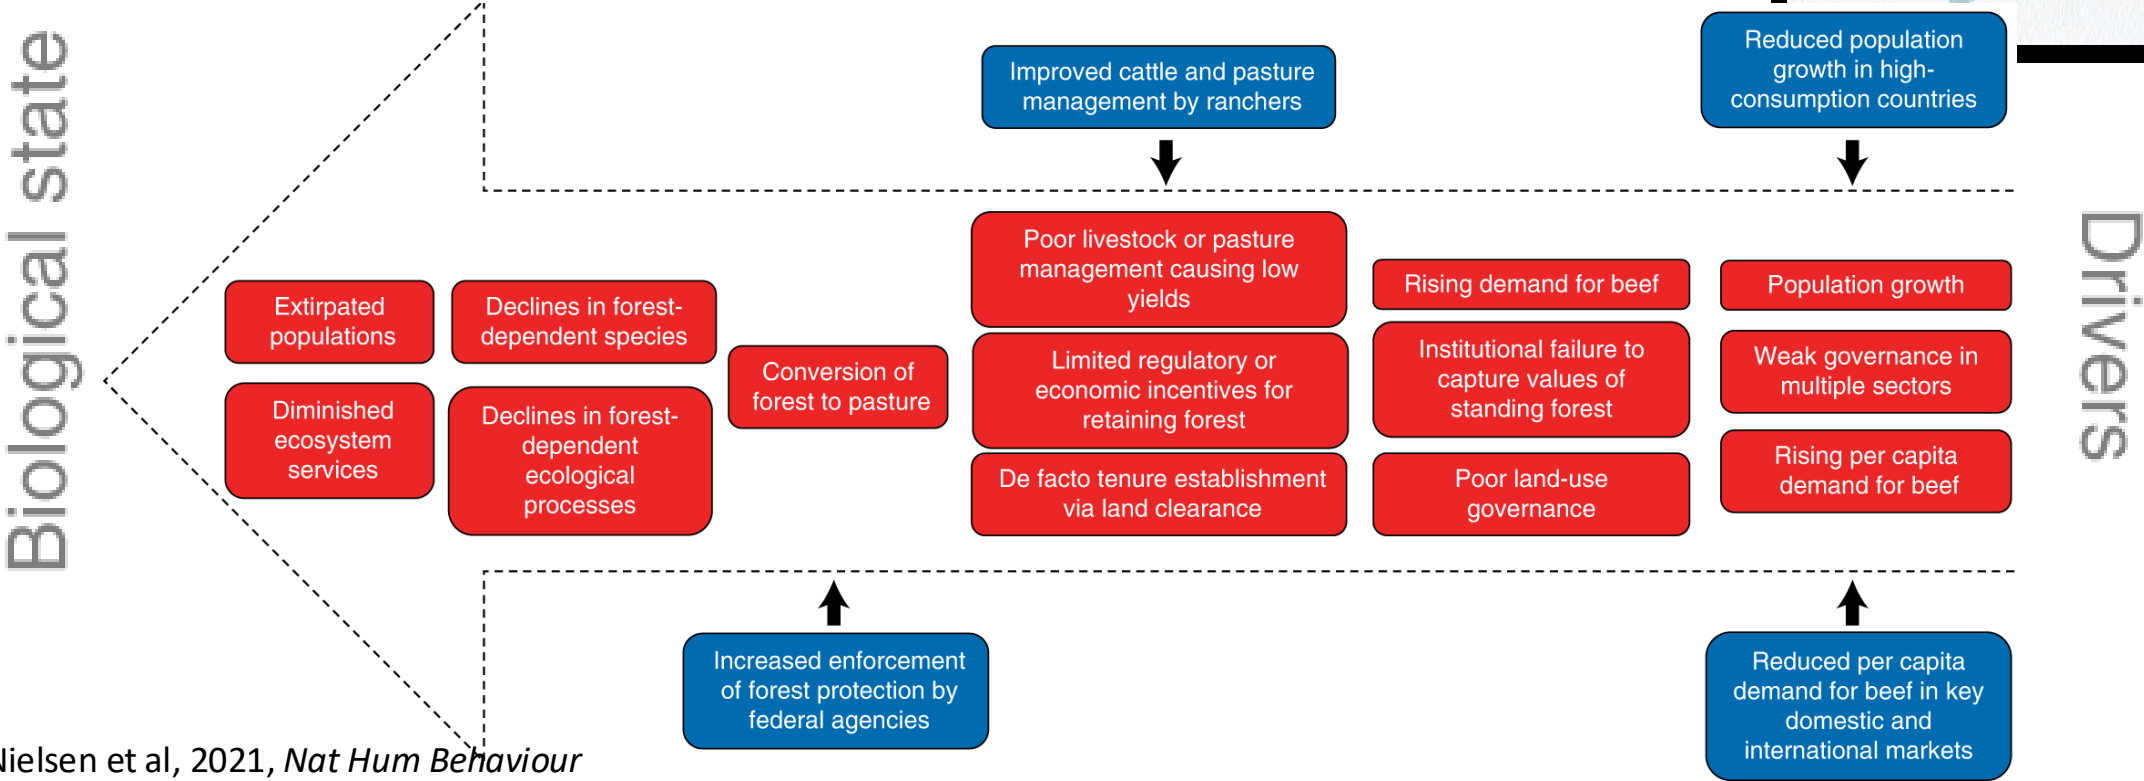 Biological state
Improved cattle and pasture
management by ranchers
Reduced population
growth in high-
consumption countries
Extirpated
populations
Diminished
ecosystem
services
Declines in forest-
dependent species
Declines in forest-
dependent
ecological
processes
Conversion of
forest to pasture
Poor livestock or pasture
management causing low
yields
Limited regulatory or
economic incentives for
retaining forest
De facto tenure establishment
via land clearance
Rising demand for beef
Institutional failure to
capture values of
standing forest
Poor land-use
governance
Population growth
Weak governance in
multiple sectors
Rising per capita
demand for beef
Drivers
Increased enforcement
of forest protection by
federal agencies
Reduced per capita
demand for beef in key
domestic and
international markets
Nielsen et al, 2021, Nat Hum Behaviour